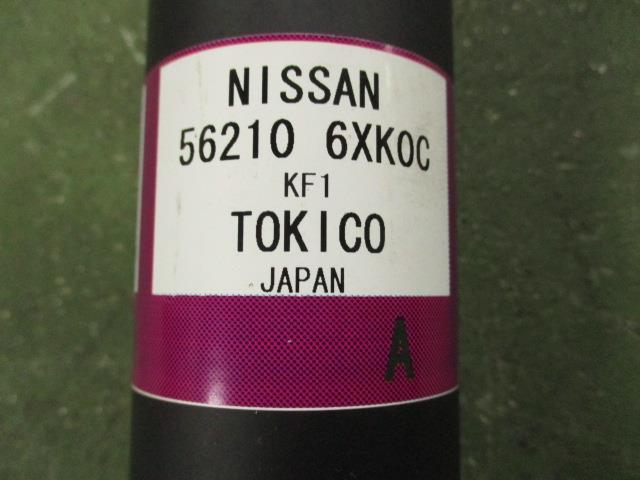 NISSAN
56210 6XK0C
KF1
TOKICO
JAPAN
A